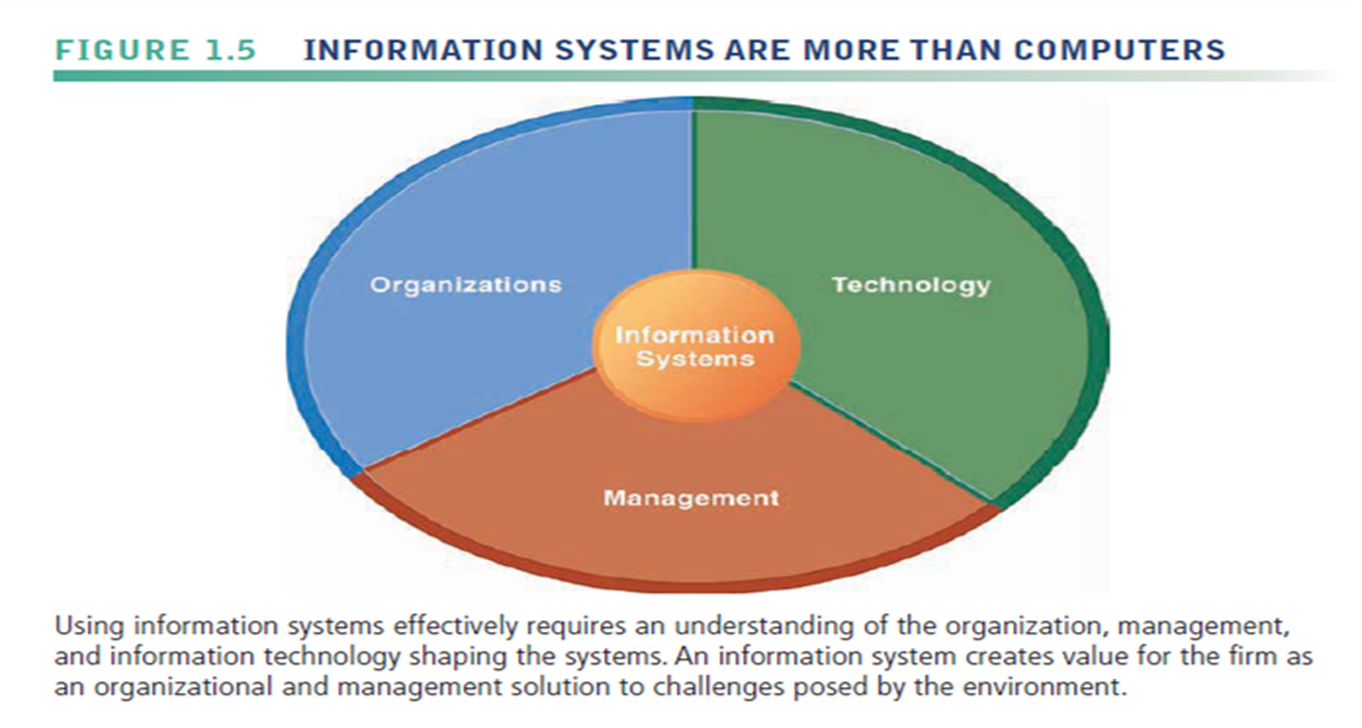 FIGURE 1.5 INFORMATION SYSTEMS ARE MORE THAN COMPUTERS
Organizations
Technology
Information
Systems
Management
Using information systems effectively requires an understanding of the organization, management,
and information technology shaping the systems. An information system creates value for the firm as
an organizational and management solution to challenges posed by the environment.